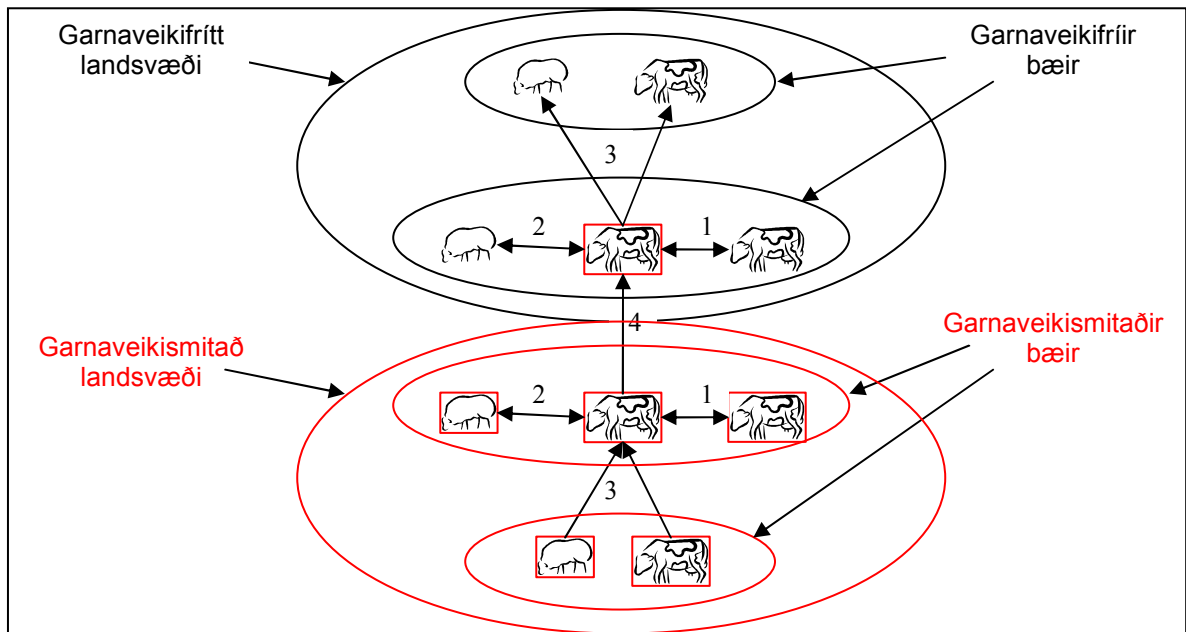 Garnaveikifrítt
landsvæði
Garnaveikifríir
bæir
3
2
1
4
Garnaveikismitað
landsvæði
Garnaveikismitaðir
bæir
2
1
3